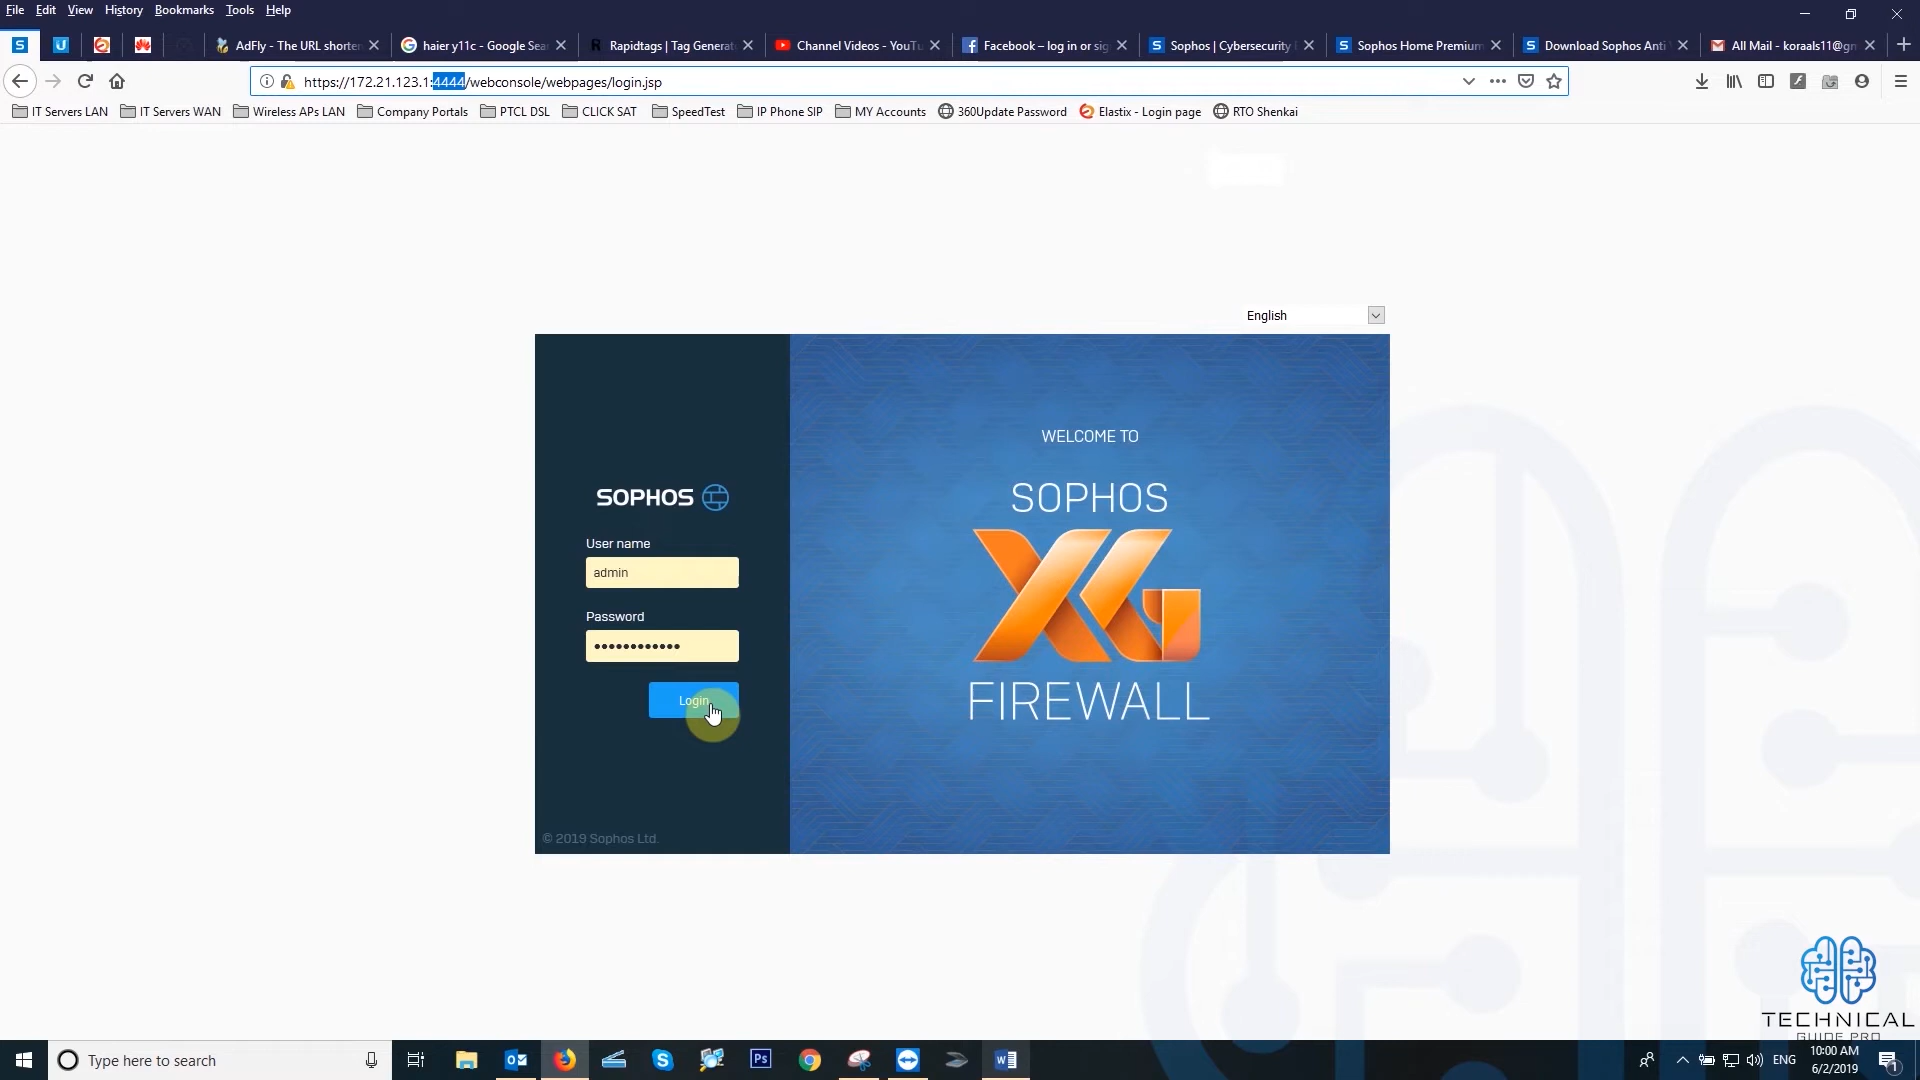 File Edit View History Bookmarks Tools Help
AdFly - The URL shorte
haier y11c - Google Sea
Rapidtags | Tag Generat
Channel Videos - YouTu
Facebook – log in or sig
Sophos | Cybersecurity
Sophos Home Premium
Download Sophos Anti
All Mail - koraals11@gm
https://172.21.123.1:4444/webconsole/webpages/login.jsp
IT Servers LAN IT Servers WAN Wireless APs LAN Company Portals PTCL DSL CLICK SAT SpeedTest IP Phone SIP MY Accounts 360Update Password Elastix - Login page RTO Shenkai
English
WELCOME TO
SOPHOS
XG
FIREWALL
SOPHOS
User name
admin
Password
Login
© 2019 Sophos Ltd.
TECHNICAL
GUIDE PRO
Type here to search
ENG
10:00 AM
6/2/2019